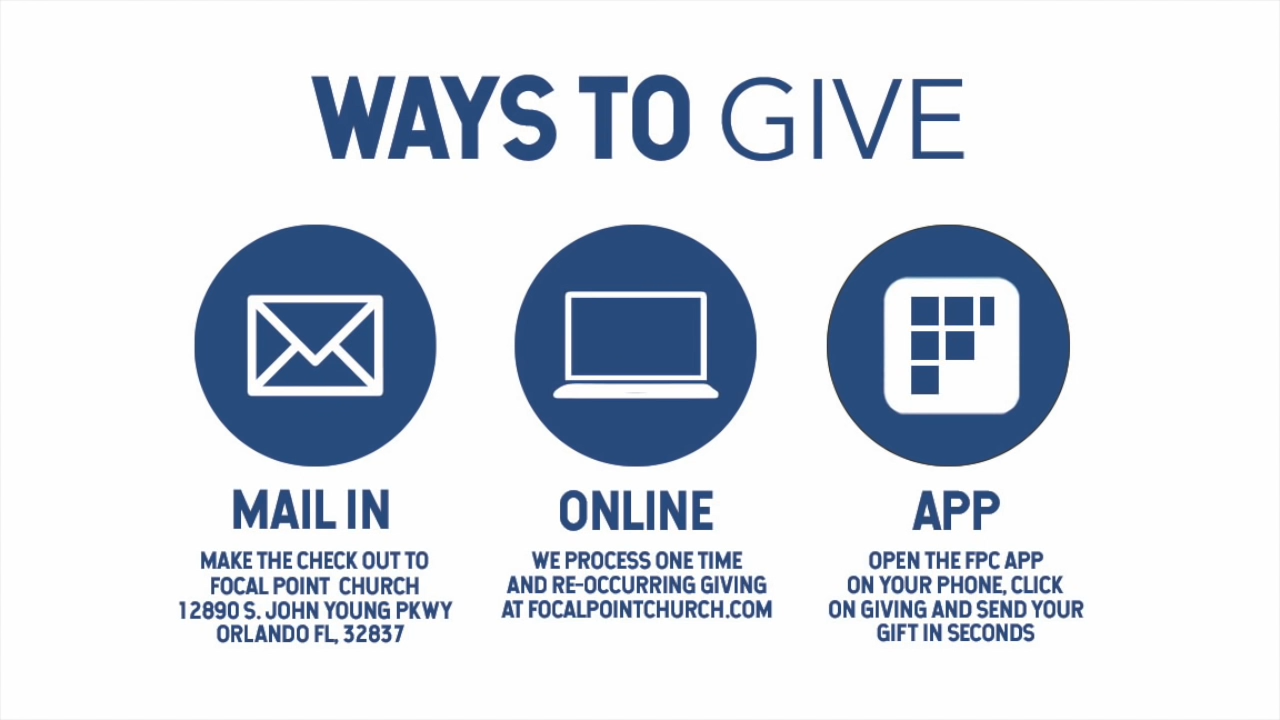 WAYS TO GIVE
MAIL IN
MAKE THE CHECK OUT TO
FOCAL POINT CHURCH
12890 S. JOHN YOUNG PKWY
ORLANDO FL, 32837
ONLINE
WE PROCESS ONE TIME
AND RE-OCCURRING GIVING
AT FOCALPOINTCHURCH.COM
APP
OPEN THE FPC APP
ON YOUR PHONE, CLICK
ON GIVING AND SEND YOUR
GIFT IN SECONDS